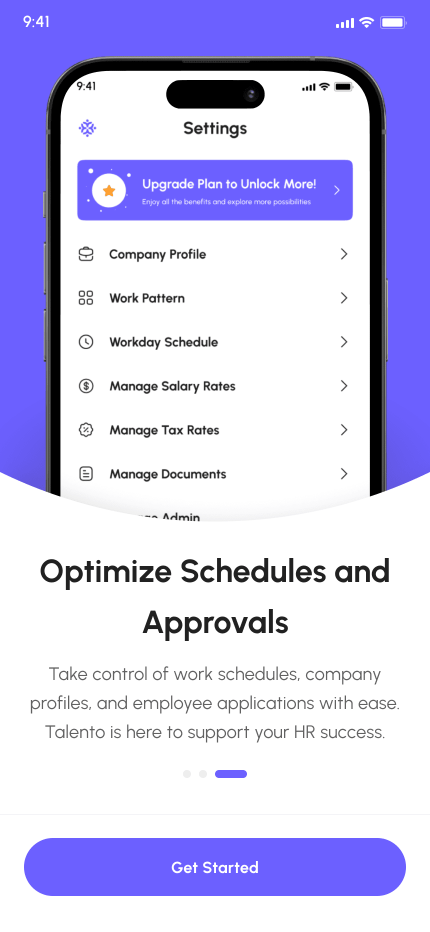 9:41
9:41
Settings
Upgrade Plan to Unlock More!
Enjoy all the benefits and explore more possibilities
Company Profile
Work Pattern
Workday Schedule
Manage Salary Rates
Manage Tax Rates
Manage Documents
Admin
Optimize Schedules and
Approvals
Take control of work schedules, company
profiles, and employee applications with ease.
Talento is here to support your HR success.
Get Started